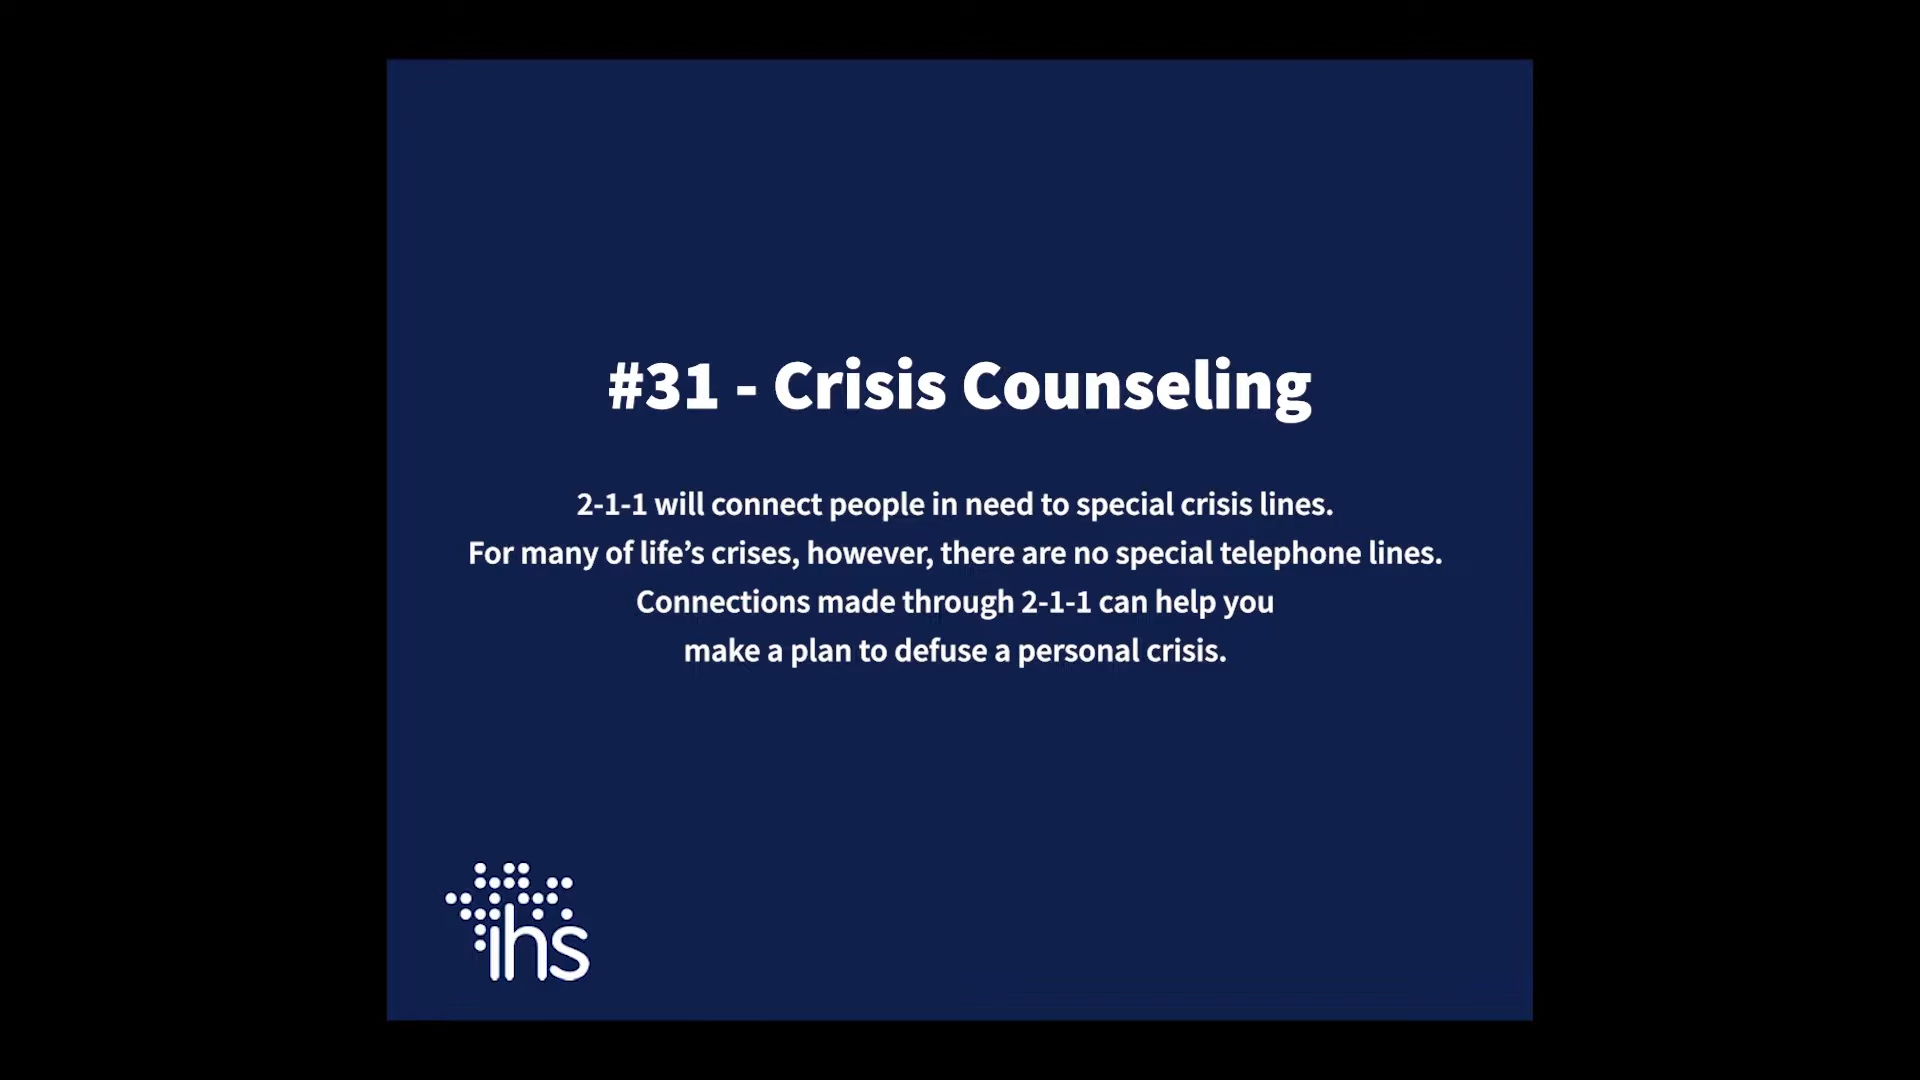 #31 - Crisis Counseling
2-1-1 will connect people in need to special crisis lines.
For many of life’s crises, however, there are no special telephone lines.
Connections made through 2-1-1 can help you
make a plan to defuse a personal crisis.
ihs